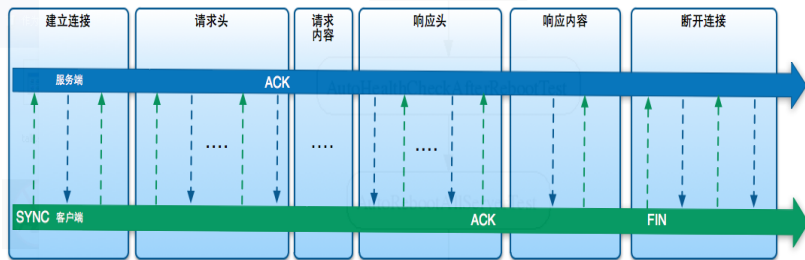 建立连接
请求头
请求
内容
响应头
响应内容
断开连接
服务端
ACK
AutoHealthCheckAfterRebootTest
....
....
....
SYNC
客户端
ACK
FIN